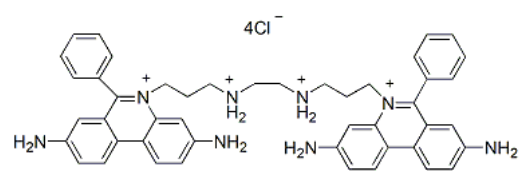 4Cl⁻
N⁺ N⁺H₂ N⁺H₂ N⁺
H₂N NH₂ H₂N NH₂